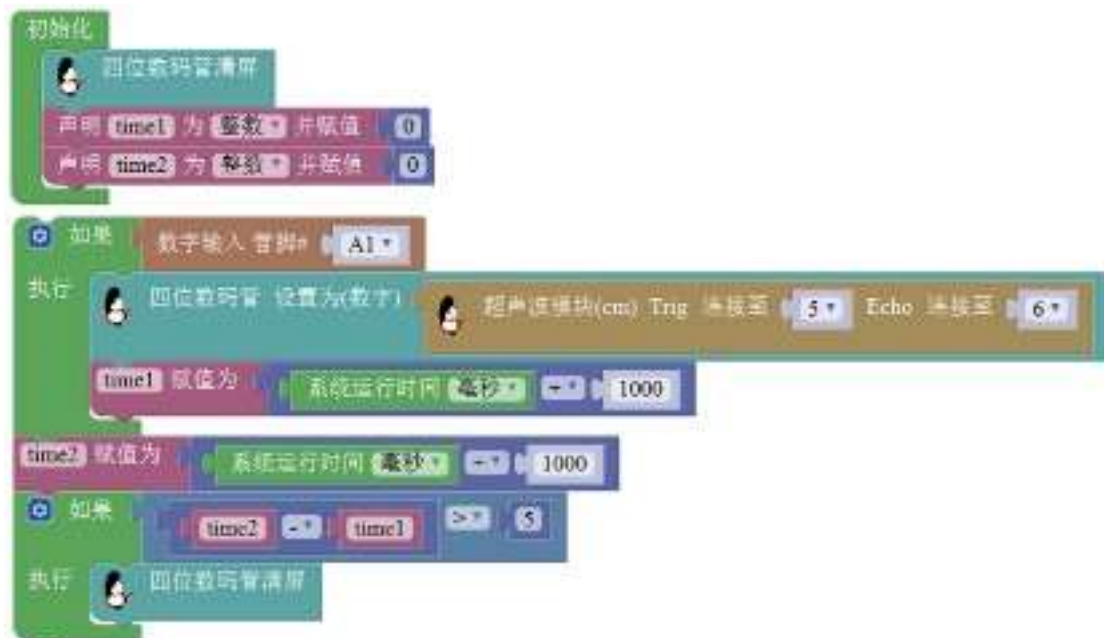 初始化
四位数码管清屏
声明 time1 为 整数 并赋值 0
声明 time2 为 整数 并赋值 0
如果 数字输入 管脚# A1
执行 四位数码管 设置为(数字) 超声波模块(cm) Trig 连接至 5 Echo 连接至 6
time1 赋值为 系统运行时间 毫秒 ÷ 1000
time2 赋值为 系统运行时间 毫秒 ÷ 1000
如果 time2 - time1 > 5
执行 四位数码管清屏